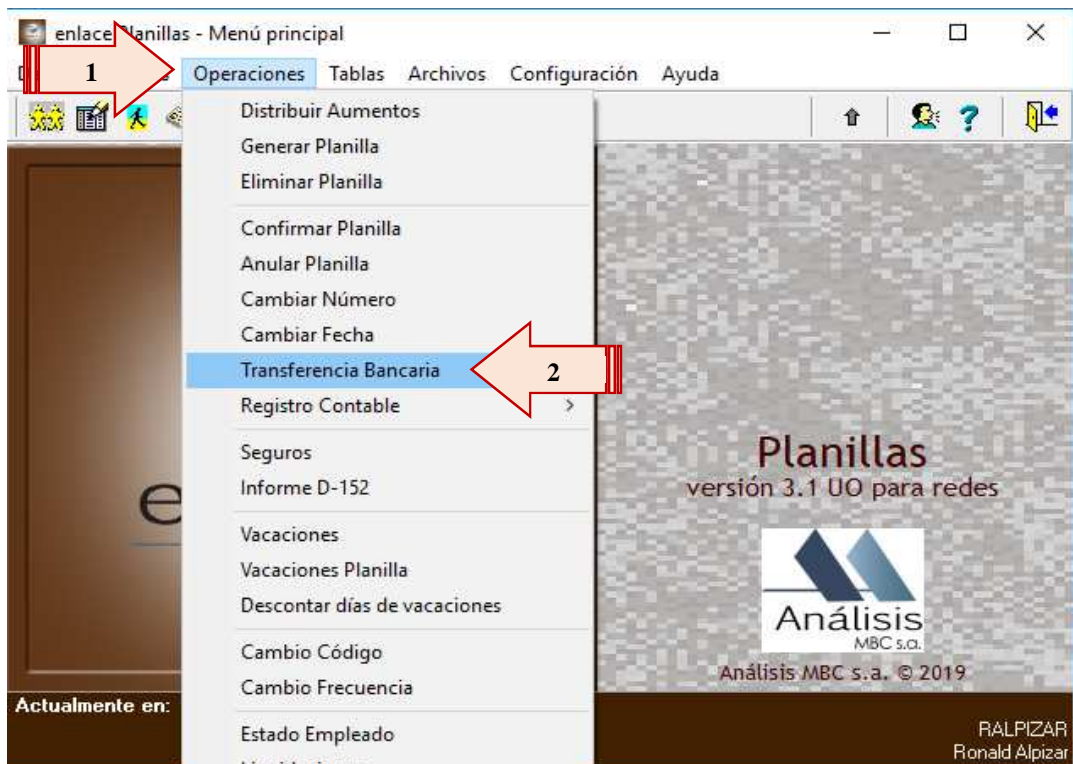 enlace Planillas - Menú principal
1
Operaciones Tablas Archivos Configuración Ayuda
Distribuir Aumentos
Generar Planilla
Eliminar Planilla
Confirmar Planilla
Anular Planilla
Cambiar Número
Cambiar Fecha
Transferencia Bancaria
2
Registro Contable
Seguros
Informe D-152
Vacaciones
Vacaciones Planilla
Descontar días de vacaciones
Cambio Código
Cambio Frecuencia
Estado Empleado
e
Planillas
versión 3.1 UO para redes
Análisis
MBC s.a.
Análisis MBC s.a. © 2019
Actualmente en:
RALPIZAR
Ronald Alpizar